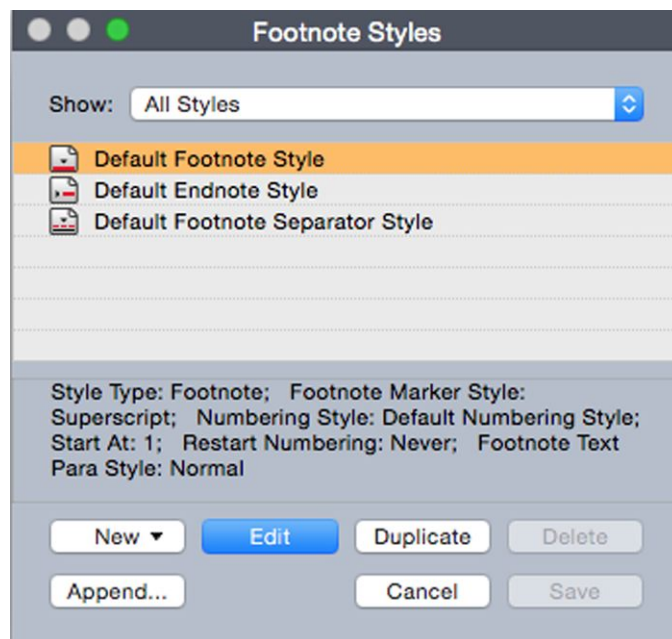 Footnote Styles
Show: All Styles
Default Footnote Style
Default Endnote Style
Default Footnote Separator Style
Style Type: Footnote; Footnote Marker Style:
Superscript; Numbering Style: Default Numbering Style;
Start At: 1; Restart Numbering: Never; Footnote Text
Para Style: Normal
New Edit Duplicate Delete
Append... Cancel Save